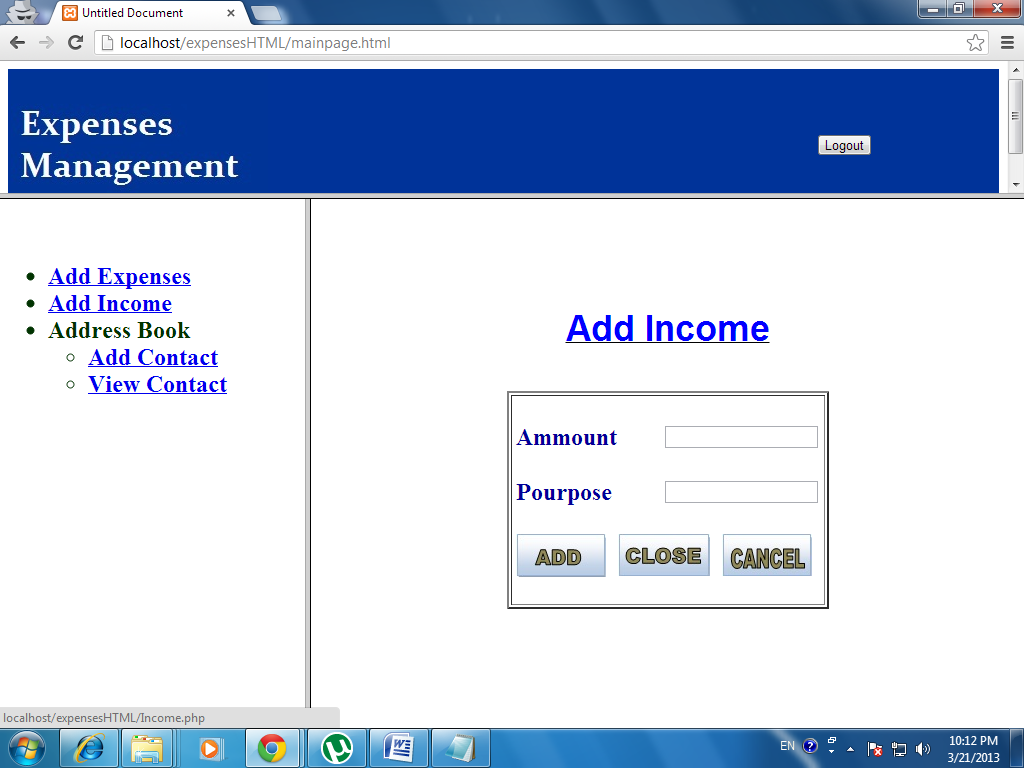 Untitled Document
localhost/expensesHTML/mainpage.html
Expenses
Management
Logout
Add Expenses
Add Income
Address Book
Add Contact
View Contact
Add Income
Ammount
Pourpose
ADD CLOSE CANCEL
localhost/expensesHTML/Income.php
EN
10:12 PM
3/21/2013